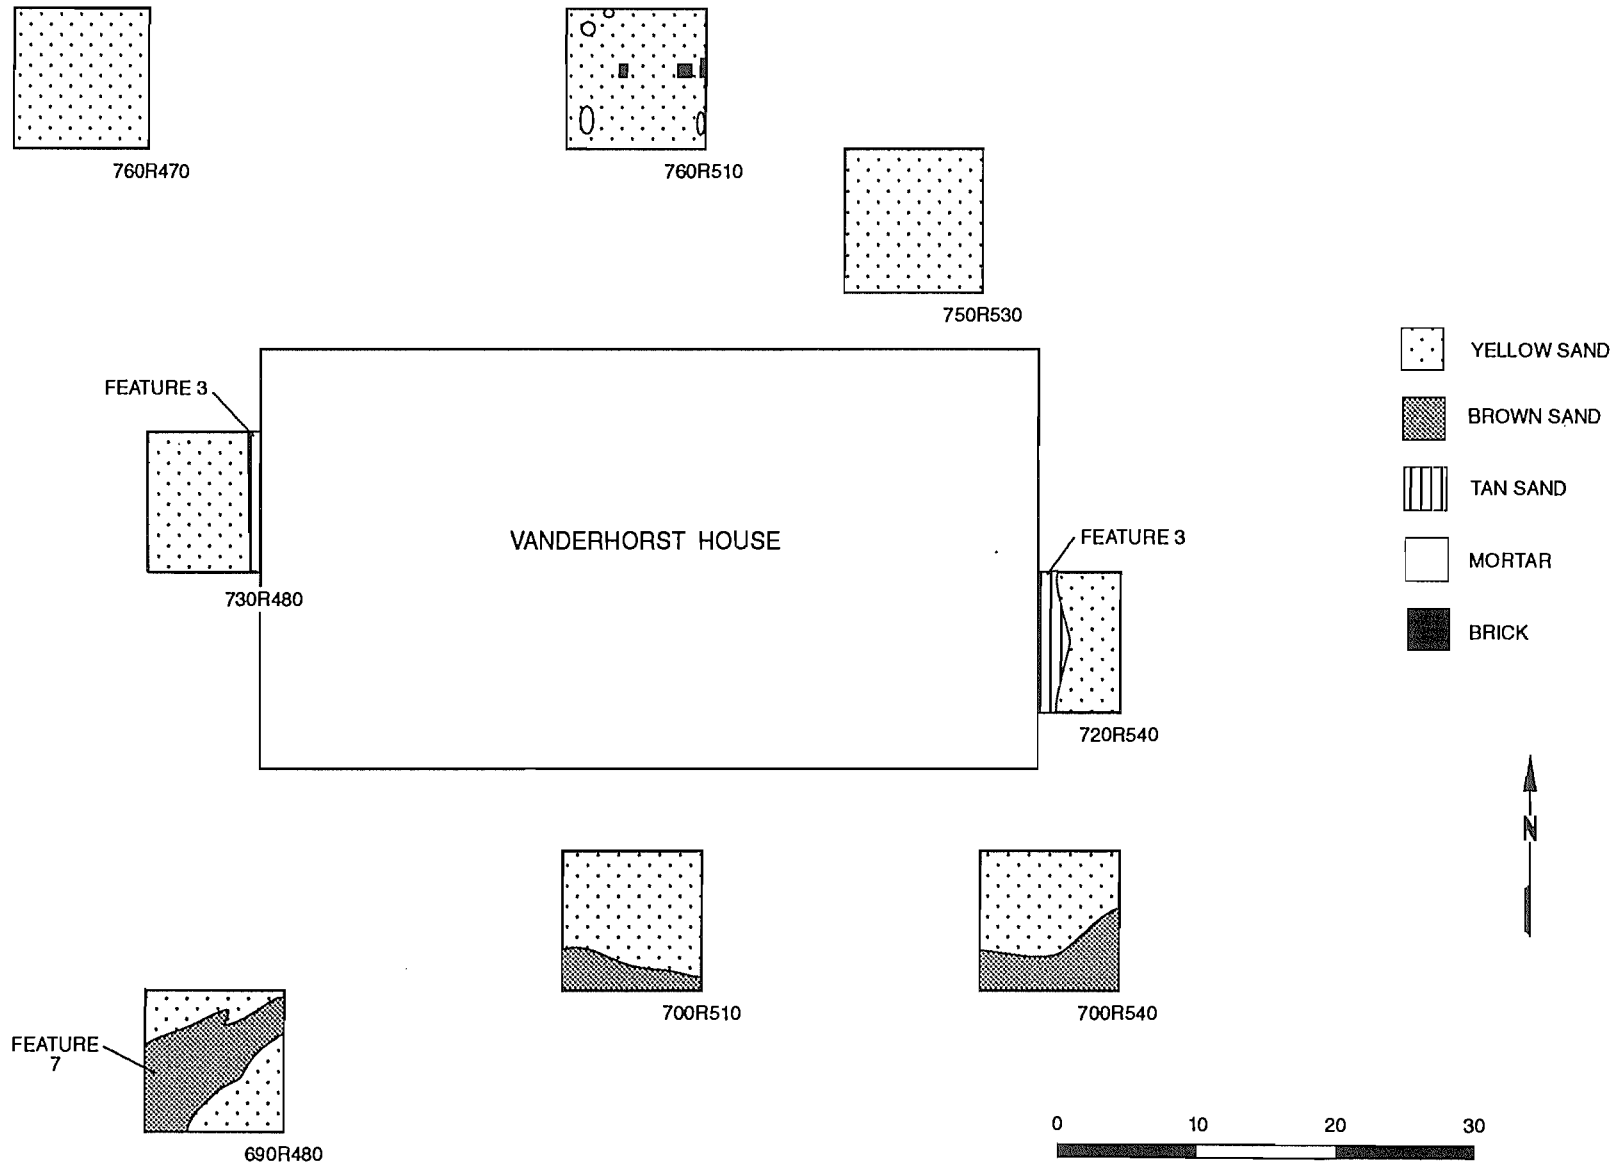 760R470
760R510
750R530
FEATURE 3
730R480
VANDERHORST HOUSE
FEATURE 3
720R540
700R510
700R540
FEATURE
7
690R480
YELLOW SAND
BROWN SAND
TAN SAND
MORTAR
BRICK
N
0 10 20 30